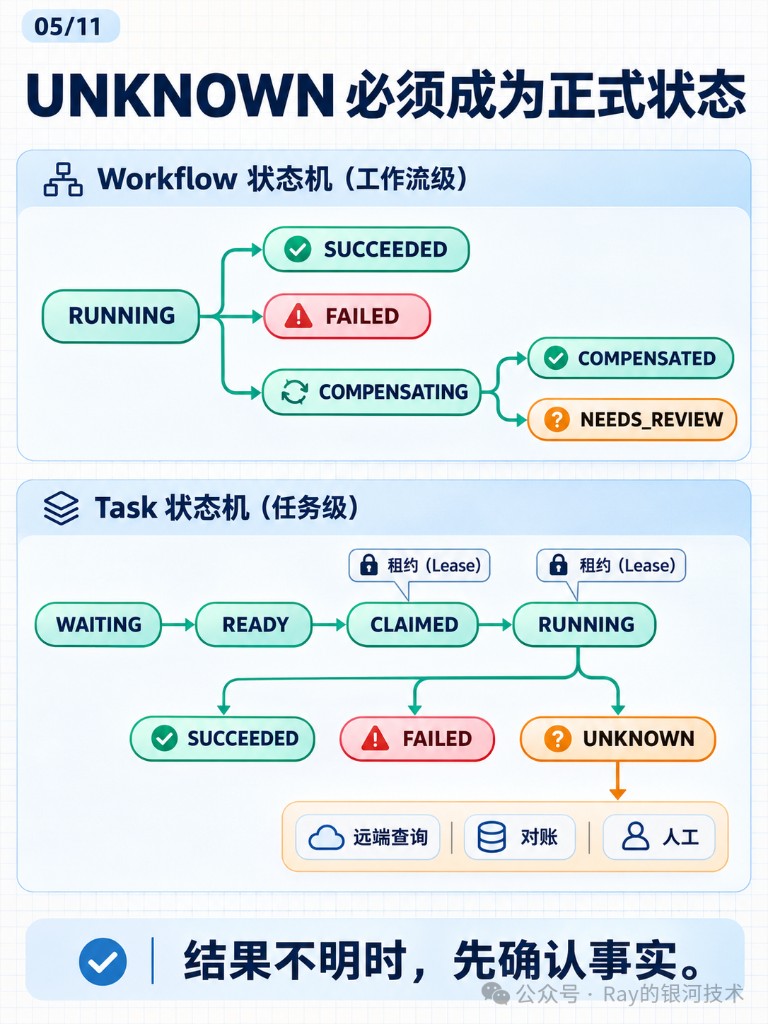 05/11
UNKNOWN 必须成为正式状态
Workflow 状态机（工作流级）
SUCCEEDED
RUNNING
FAILED
COMPENSATING
COMPENSATED
NEEDS_REVIEW
Task 状态机（任务级）
租约（Lease） 租约（Lease）
WAITING READY CLAIMED RUNNING
SUCCEEDED FAILED UNKNOWN
远端查询 对账 人工
结果不明时，先确认事实。
公众号 · Ray的银河技术